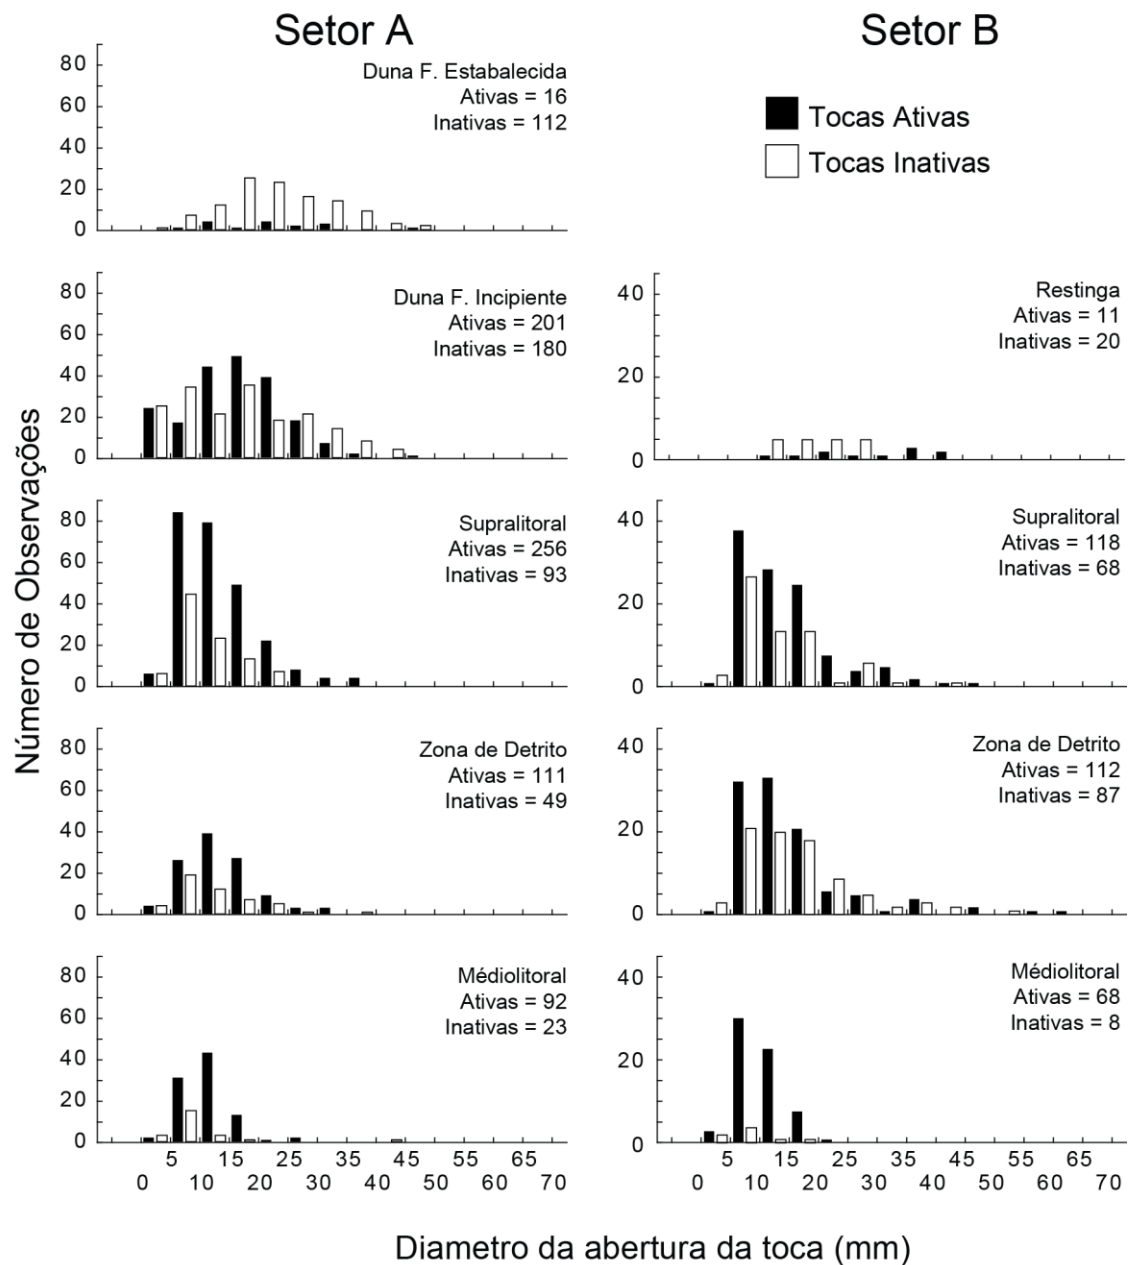 Setor A
Setor B
Duna F. Estabalecida
Ativas = 16
Inativas = 112
Tocas Ativas
Tocas Inativas
80
60
40
20
0
Duna F. Incipiente
Ativas = 201
Inativas = 180
80
60
40
20
0
Restinga
Ativas = 11
Inativas = 20
40
20
0
Número de Observações
Supralitoral
Ativas = 256
Inativas = 93
80
60
40
20
0
Supralitoral
Ativas = 118
Inativas = 68
40
20
0
Zona de Detrito
Ativas = 111
Inativas = 49
80
60
40
20
0
Zona de Detrito
Ativas = 112
Inativas = 87
40
20
0
Médiolitoral
Ativas = 92
Inativas = 23
80
60
40
20
0
Médiolitoral
Ativas = 68
Inativas = 8
40
20
0
5 15 25 35 45 55 65
0 10 20 30 40 50 60 70
5 15 25 35 45 55 65
0 10 20 30 40 50 60 70
Diametro da abertura da toca (mm)